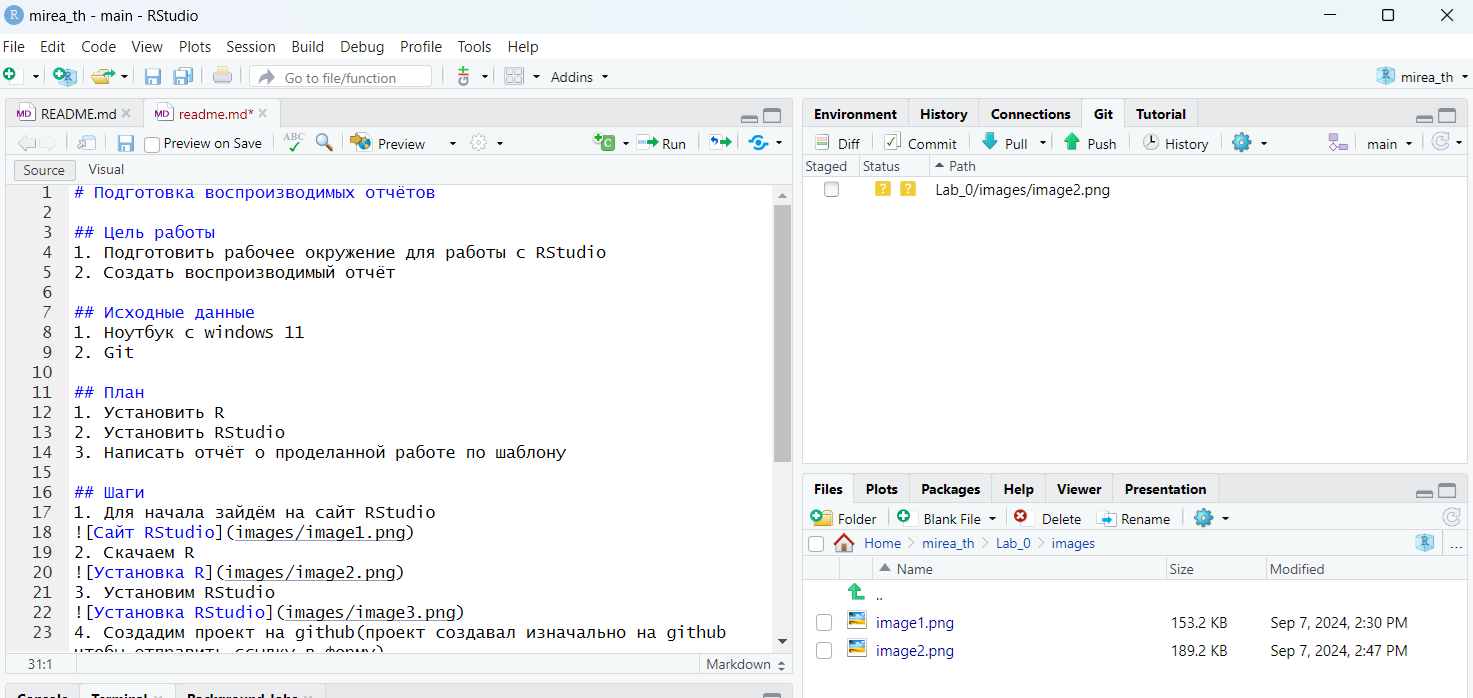 mirea_th - main - RStudio
File Edit Code View Plots Session Build Debug Profile Tools Help
Go to file/function Addins mirea_th
README.md readme.md*
Preview on Save ABC Preview Run
Source Visual
1 # Подготовка воспроизводимых отчётов
2
3 ## Цель работы
4 1. Подготовить рабочее окружение для работы с RStudio
5 2. Создать воспроизводимый отчёт
6
7 ## Исходные данные
8 1. Ноутбук с windows 11
9 2. Git
10
11 ## План
12 1. Установить R
13 2. Установить RStudio
14 3. Написать отчёт о проделанной работе по шаблону
15
16 ## Шаги
17 1. Для начала зайдём на сайт RStudio
18 ![Сайт RStudio](images/image1.png)
19 2. Скачаем R
20 ![Установка R](images/image2.png)
21 3. Установим RStudio
22 ![Установка RStudio](images/image3.png)
23 4. Создадим проект на github(проект создавал изначально на github
чтобы отправить ссылку в форму)
31:1 Markdown
Console Terminal Background Jobs
Environment History Connections Git Tutorial
Diff Commit Pull Push History main
Staged Status Path
? ? Lab_0/images/image2.png
Files Plots Packages Help Viewer Presentation
Folder Blank File Delete Rename
Home mirea_th Lab_0 images ...
Name Size Modified
..
image1.png 153.2 KB Sep 7, 2024, 2:30 PM
image2.png 189.2 KB Sep 7, 2024, 2:47 PM